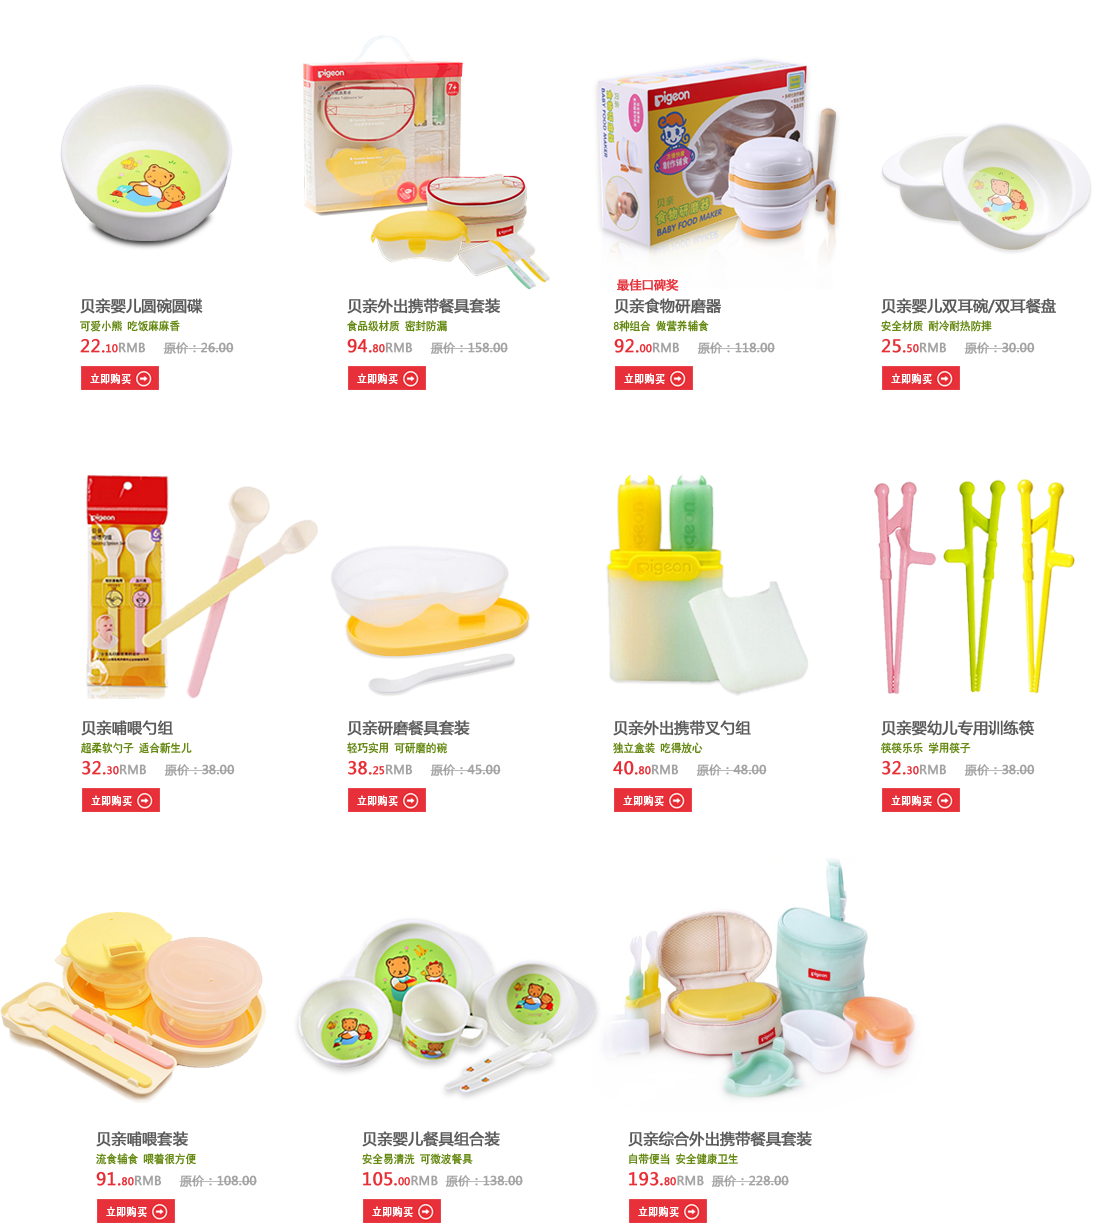 Pigeon
7+
Pigeon
BABY FOOD MAKER
制作辅食
贝亲
食物研磨器
BABY FOOD MAKER
最佳口碑奖
贝亲婴儿圆碗圆碟
可爱小熊 吃饭麻麻香
22.10RMB 原价：26.00
立即购买
贝亲外出携带餐具套装
食品级材质 密封防漏
94.80RMB 原价：158.00
立即购买
贝亲食物研磨器
8种组合 做营养辅食
92.00RMB 原价：118.00
立即购买
贝亲婴儿双耳碗/双耳餐盘
安全材质 耐冷耐热防摔
25.50RMB 原价：30.00
立即购买
Pigeon
Pigeon
贝亲哺喂勺组
超柔软勺子 适合新生儿
32.30RMB 原价：38.00
立即购买
贝亲研磨餐具套装
轻巧实用 可研磨的碗
38.25RMB 原价：45.00
立即购买
贝亲外出携带叉勺组
独立盒装 吃得放心
40.80RMB 原价：48.00
立即购买
贝亲婴幼儿专用训练筷
筷筷乐乐 学用筷子
32.30RMB 原价：38.00
立即购买
Pigeon
Pigeon
贝亲哺喂套装
流食辅食 喂着很方便
91.80RMB 原价：108.00
立即购买
贝亲婴儿餐具组合装
安全易清洗 可微波餐具
105.00RMB 原价：138.00
立即购买
贝亲综合外出携带餐具套装
自带便当 安全健康卫生
193.80RMB 原价：228.00
立即购买